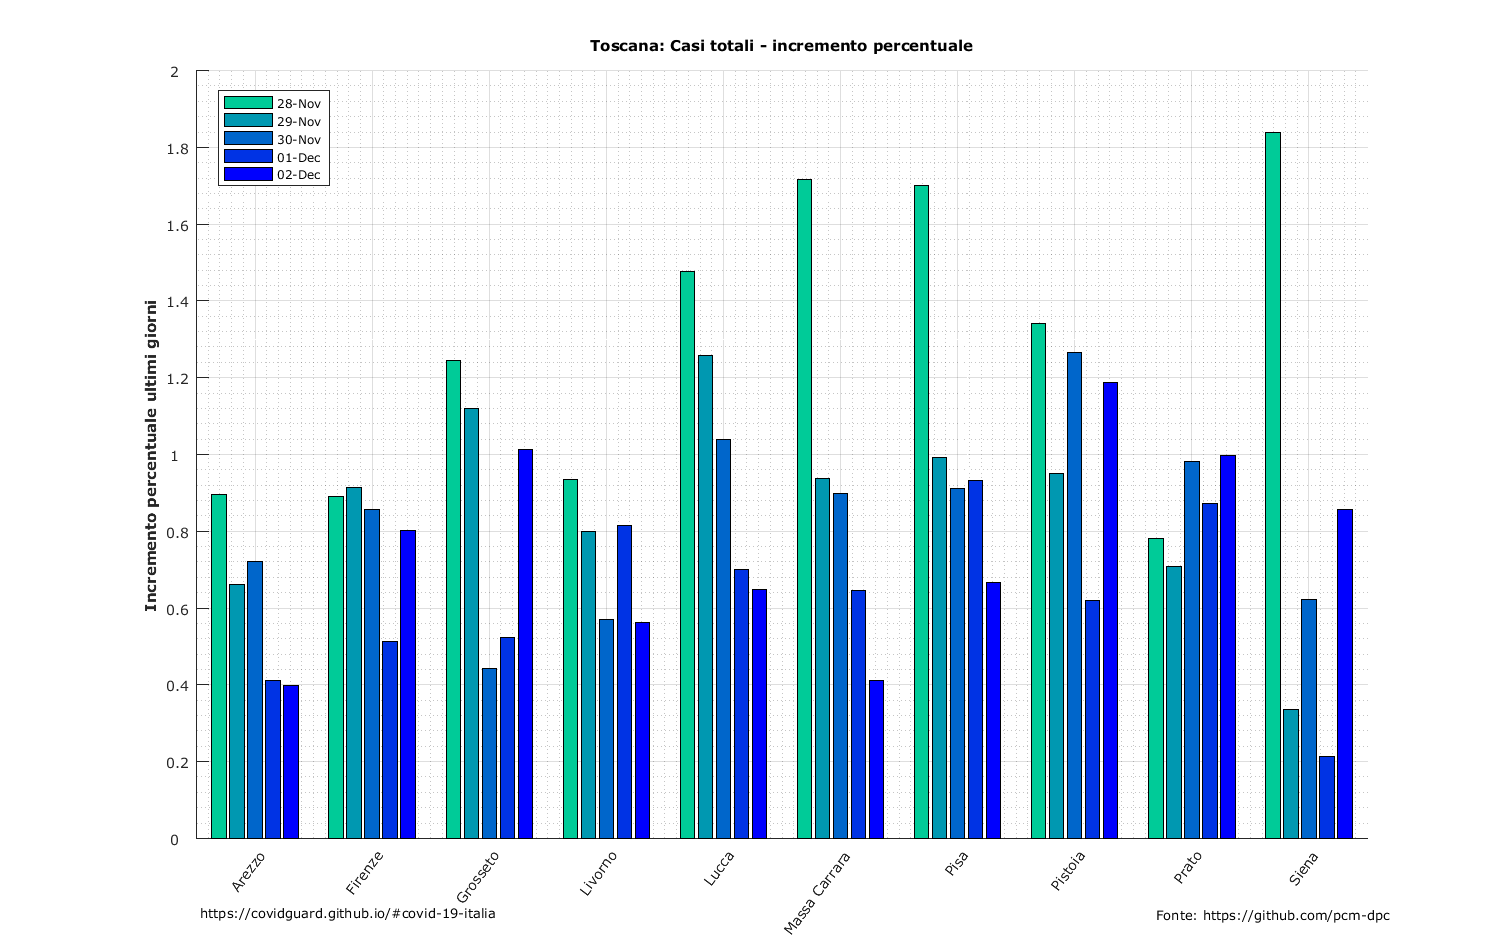 Toscana: Casi totali - incremento percentuale
Incremento percentuale ultimi giorni
2
1.8
1.6
1.4
1.2
1
0.8
0.6
0.4
0.2
0
28-Nov
29-Nov
30-Nov
01-Dec
02-Dec
Arezzo
Firenze
Grosseto
Livorno
Lucca
Massa Carrara
Pisa
Pistoia
Prato
Siena
https://covidguard.github.io/#covid-19-italia
Fonte: https://github.com/pcm-dpc